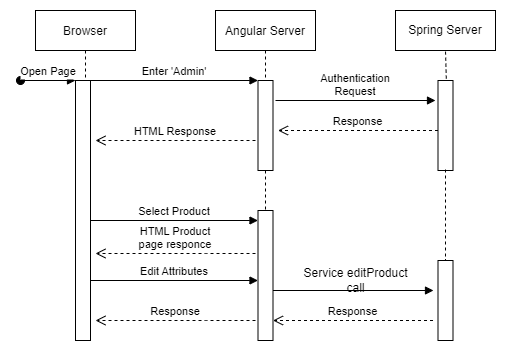 Browser
Angular Server
Spring Server
Open Page
Enter 'Admin'
Authentication
Request
Response
HTML Response
Select Product
HTML Product
page responce
Edit Attributes
Service editProduct
call
Response
Response